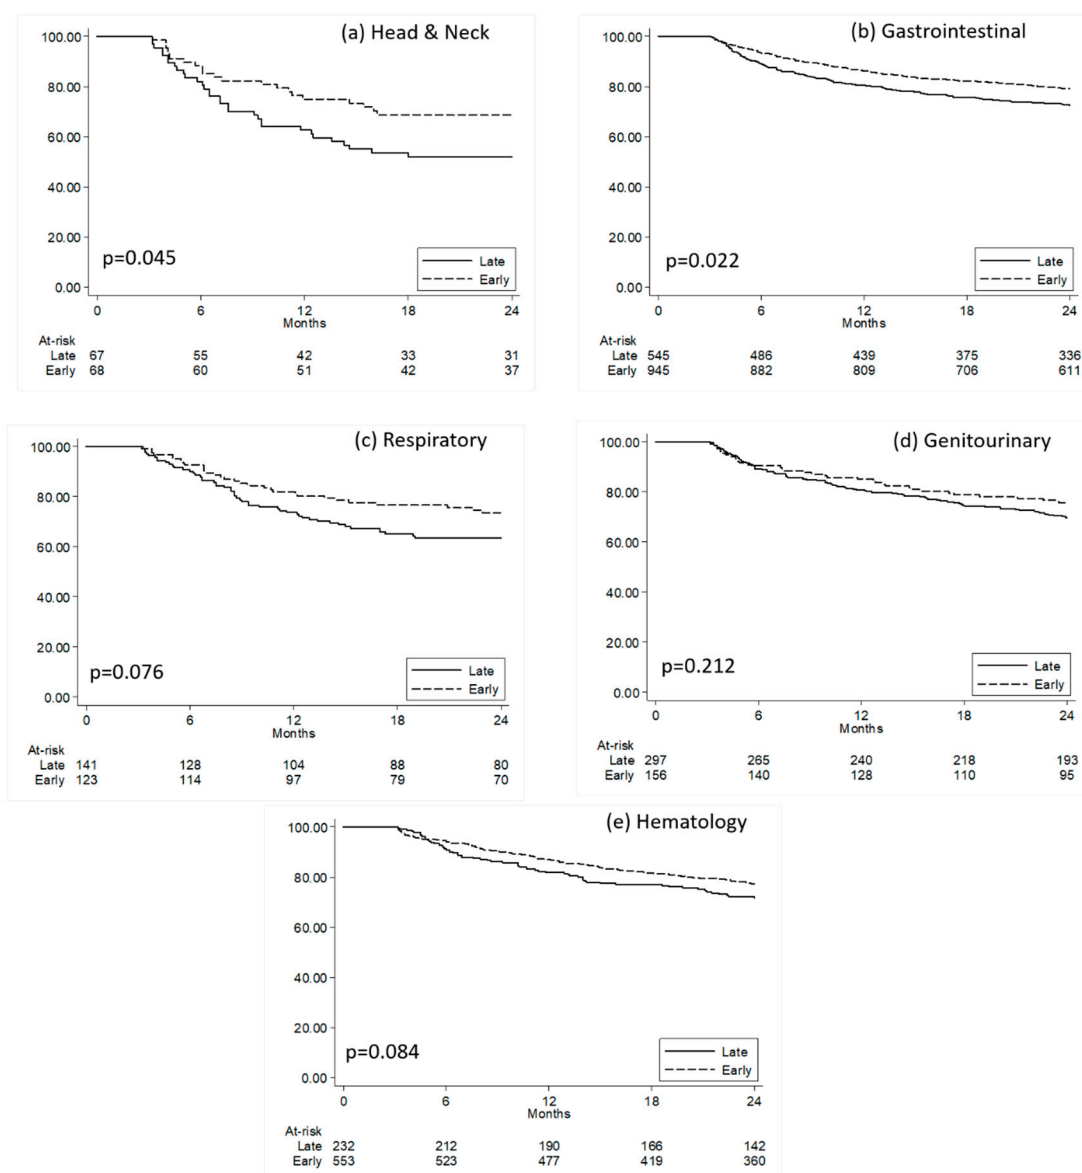 (a) Head & Neck
100.00
80.00
60.00
40.00
20.00
0.00
p=0.045
Late
Early
0 6 12 18 24
Months
At-risk
Late 67 55 42 33 31
Early 68 60 51 42 37
(b) Gastrointestinal
100.00
80.00
60.00
40.00
20.00
0.00
p=0.022
Late
Early
0 6 12 18 24
Months
At-risk
Late 545 486 439 375 336
Early 945 882 809 706 611
(c) Respiratory
100.00
80.00
60.00
40.00
20.00
0.00
p=0.076
Late
Early
0 6 12 18 24
Months
At-risk
Late 141 128 104 88 80
Early 123 114 97 79 70
(d) Genitourinary
100.00
80.00
60.00
40.00
20.00
0.00
p=0.212
Late
Early
0 6 12 18 24
Months
At-risk
Late 297 265 240 218 193
Early 156 140 128 110 95
(e) Hematology
100.00
80.00
60.00
40.00
20.00
0.00
p=0.084
Late
Early
0 6 12 18 24
Months
At-risk
Late 232 212 190 166 142
Early 553 523 477 419 360